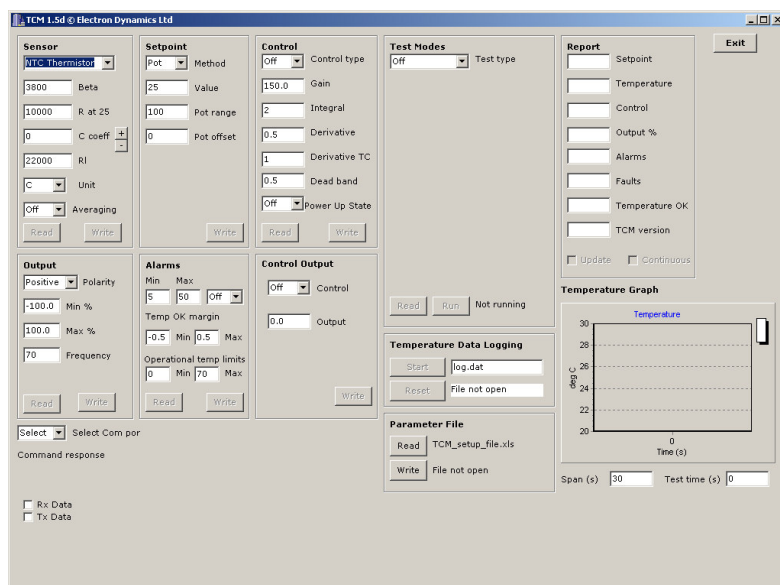 TCM 1.5d © Electron Dynamics Ltd
Sensor
NTC Thermistor
3800 Beta
10000 R at 25
0 C coeff + -
22000 Rl
C Unit
Off Averaging
Read Write
Setpoint
Pot Method
25 Value
100 Pot range
0 Pot offset
Write
Control
Off Control type
150.0 Gain
2 Integral
0.5 Derivative
1 Derivative TC
0.5 Dead band
Off Power Up State
Read Write
Test Modes
Off Test type
Read Run Not running
Report
Setpoint
Temperature
Control
Output %
Alarms
Faults
Temperature OK
TCM version
Update Continuous
Exit
Output
Positive Polarity
-100.0 Min %
100.0 Max %
70 Frequency
Read Write
Alarms
Min Max
5 50 Off
Temp OK margin
-0.5 Min 0.5 Max
Operational temp limits
0 Min 70 Max
Read Write
Control Output
Off Control
0.0 Output
Write
Temperature Data Logging
Start log.dat
Reset File not open
Parameter File
Read TCM_setup_file.xls
Write File not open
Temperature Graph
Temperature
30
28
26
24
22
20
deg C
0
Time (s)
Span (s) 30 Test time (s) 0
Select Select Com por
Command response
Rx Data
Tx Data